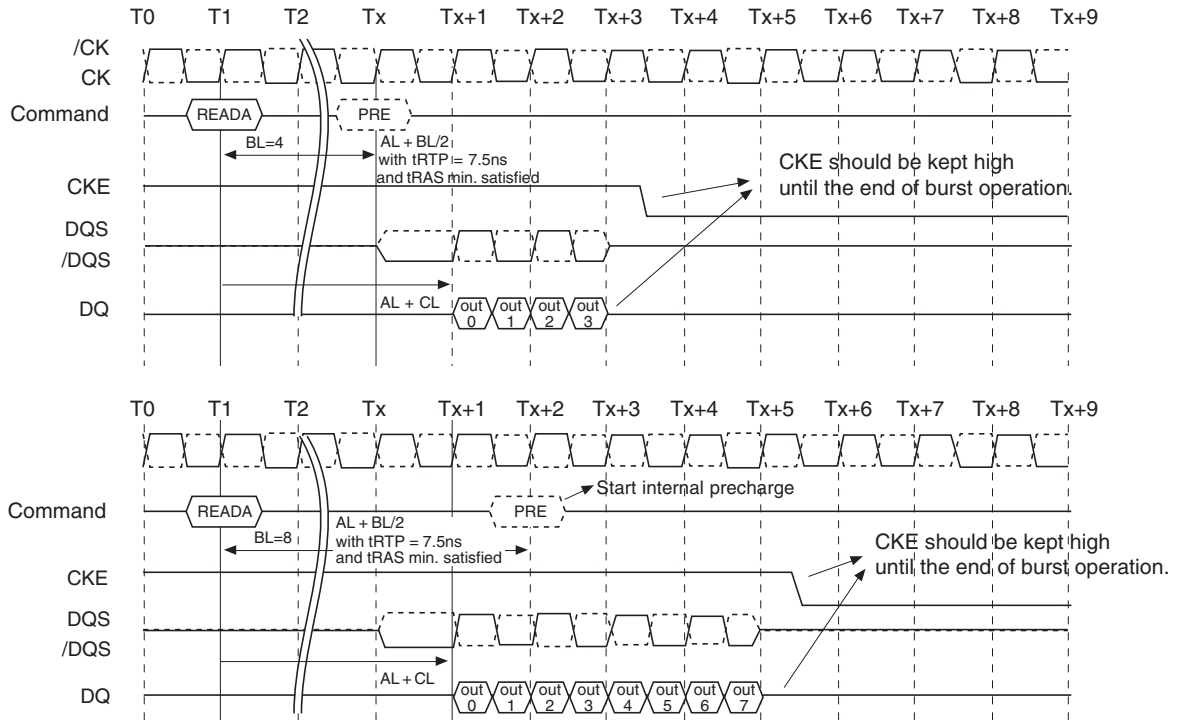 T0 T1 T2 Tx Tx+1 Tx+2 Tx+3 Tx+4 Tx+5 Tx+6 Tx+7 Tx+8 Tx+9
/CK
CK
Command READA PRE
BL=4 AL + BL/2
with tRTP = 7.5ns
and tRAS min. satisfied
CKE should be kept high
until the end of burst operation.
CKE
DQS
/DQS
AL + CL
DQ out 0 out 1 out 2 out 3
T0 T1 T2 Tx Tx+1 Tx+2 Tx+3 Tx+4 Tx+5 Tx+6 Tx+7 Tx+8 Tx+9
Start internal precharge
Command READA PRE
BL=8 AL + BL/2
with tRTP = 7.5ns
and tRAS min. satisfied
CKE should be kept high
until the end of burst operation.
CKE
DQS
/DQS
AL + CL
DQ out 0 out 1 out 2 out 3 out 4 out 5 out 6 out 7